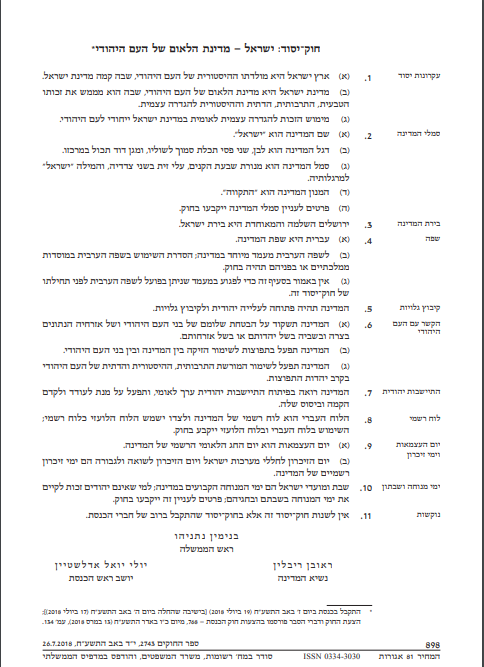 חוק־יסוד: ישראל – מדינת הלאום של העם היהודי*
עקרונות יסוד 1. (א) ארץ ישראל היא מולדתו ההיסטורית של העם היהודי, שבה קמה מדינת ישראל.
(ב) מדינת ישראל היא מדינת הלאום של העם היהודי, שבה הוא מממש את זכותו
הטבעית, התרבותית, הדתית וההיסטורית להגדרה עצמית.
(ג) מימוש הזכות להגדרה עצמית לאומית במדינת ישראל ייחודי לעם היהודי.
סמלי המדינה 2. (א) שם המדינה הוא "ישראל".
(ב) דגל המדינה הוא לבן, שני פסי תכלת סמוך לשוליו, ומגן דוד תכול במרכזו.
(ג) סמל המדינה הוא מנורת שבעת הקנים, עלי זית בשני צדדיה, והמילה "ישראל"
למרגלותיה.
(ד) המנון המדינה הוא "התקווה".
(ה) פרטים לעניין סמלי המדינה ייקבעו בחוק.
בירת המדינה 3. ירושלים השלמה והמאוחדת היא בירת ישראל.
שפה 4. (א) עברית היא שפת המדינה.
(ב) לשפה הערבית מעמד מיוחד במדינה; הסדרת השימוש בשפה הערבית במוסדות
ממלכתיים או בפניהם תהיה בחוק.
(ג) אין באמור בסעיף זה כדי לפגוע במעמד שניתן בפועל לשפה הערבית לפני תחילתו
של חוק־יסוד זה.
קיבוץ גלויות 5. המדינה תהיה פתוחה לעלייה יהודית ולקיבוץ גלויות.
הקשר עם העם 6. (א) המדינה תשקוד על הבטחת שלומם של בני העם היהודי ושל אזרחיה הנתונים
היהודי בצרה ובשביה בשל יהדותם או בשל אזרחותם.
(ב) המדינה תפעל בתפוצות לשימור הזיקה בין המדינה ובין בני העם היהודי.
(ג) המדינה תפעל לשימור המורשת התרבותית, ההיסטורית והדתית של העם היהודי
בקרב יהדות התפוצות.
התיישבות יהודית 7. המדינה רואה בפיתוח התיישבות יהודית ערך לאומי, ותפעל על מנת לעודד ולקדם
הקמה וביסוס שלה.
לוח רשמי 8. הלוח העברי הוא לוח רשמי של המדינה ולצדו ישמש הלוח הלועזי כלוח רשמי;
השימוש בלוח העברי ובלוח הלועזי ייקבע בחוק.
יום העצמאות 9. (א) יום העצמאות הוא יום החג הלאומי הרשמי של המדינה.
וימי זיכרון (ב) יום הזיכרון לחללי מערכות ישראל ויום הזיכרון לשואה ולגבורה הם ימי זיכרון
רשמיים של המדינה.
ימי מנוחה ושבתון 10. שבת ומועדי ישראל הם ימי המנוחה הקבועים במדינה; למי שאינם יהודים זכות לקיים
את ימי המנוחה בשבתם ובחגיהם; פרטים לעניין זה ייקבעו בחוק.
נוקשות 11. אין לשנות חוק־יסוד זה אלא בחוק־יסוד שהתקבל ברוב של חברי הכנסת.
בנימין נתניהו
ראש הממשלה
ראובן ריבלין יולי יואל אדלשטיין
נשיא המדינה יושב ראש הכנסת
* התקבל בכנסת ביום ז' באב התשע"ח (19 ביולי 2018) [בישיבה שהחלה ביום ה' באב התשע"ח (17 ביולי 2018)];
הצעת החוק ודברי הסבר פורסמו בהצעות חוק הכנסת – 768, מיום כ"ו באדר התשע"ח (13 במרס 2018), עמ' 134.
898 ספר החוקים 2743, י"ד באב התשע"ח, 26.7.2018
המחיר 81 אגורות ISSN 0334-3030 סודר במח' רשומות, משרד המשפטים, והודפס במדפיס הממשלתי